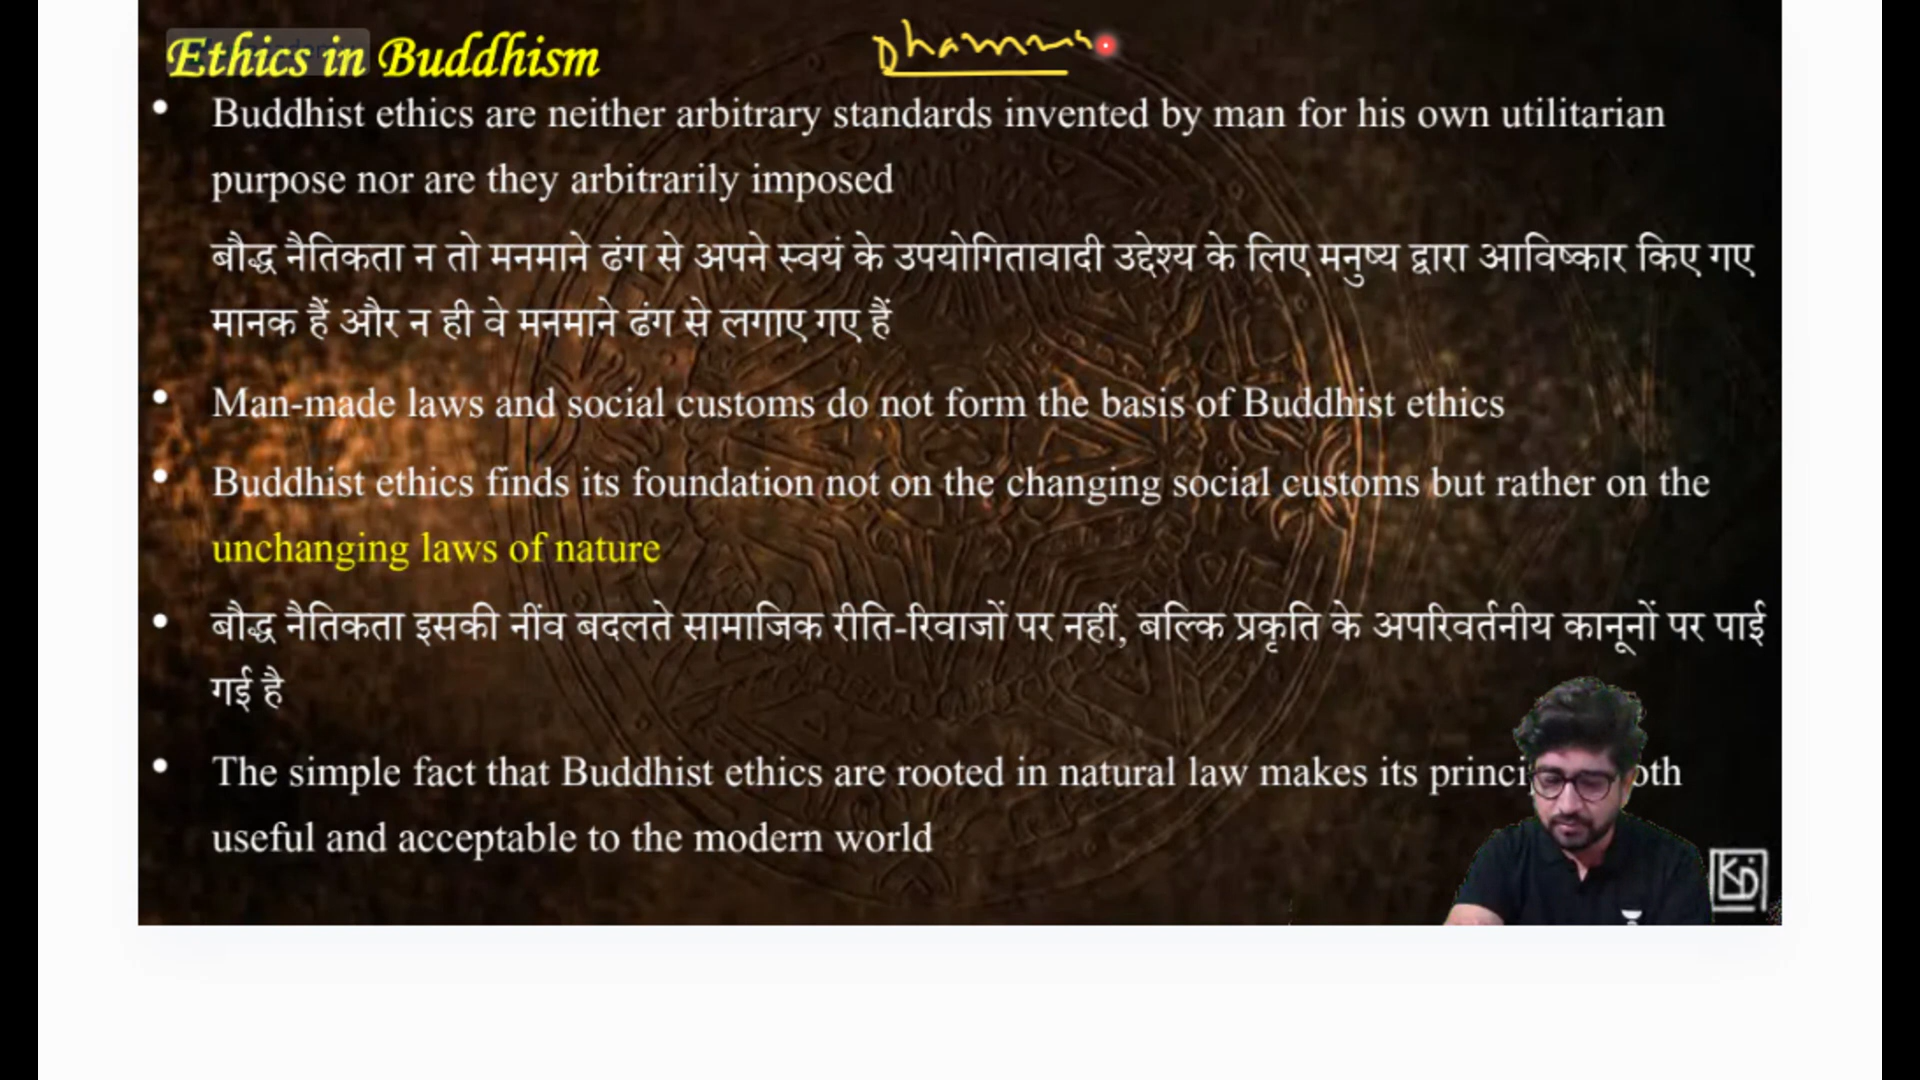 Ethics in Buddhism
Dhamma
• Buddhist ethics are neither arbitrary standards invented by man for his own utilitarian
purpose nor are they arbitrarily imposed
बौद्ध नैतिकता न तो मनमाने ढंग से अपने स्वयं के उपयोगितावादी उद्देश्य के लिए मनुष्य द्वारा आविष्कार किए गए
मानक हैं और न ही वे मनमाने ढंग से लगाए गए हैं
• Man-made laws and social customs do not form the basis of Buddhist ethics
• Buddhist ethics finds its foundation not on the changing social customs but rather on the
unchanging laws of nature
• बौद्ध नैतिकता इसकी नींव बदलते सामाजिक रीति-रिवाजों पर नहीं, बल्कि प्रकृति के अपरिवर्तनीय कानूनों पर पाई
गई है
• The simple fact that Buddhist ethics are rooted in natural law makes its
useful and acceptable to the modern world